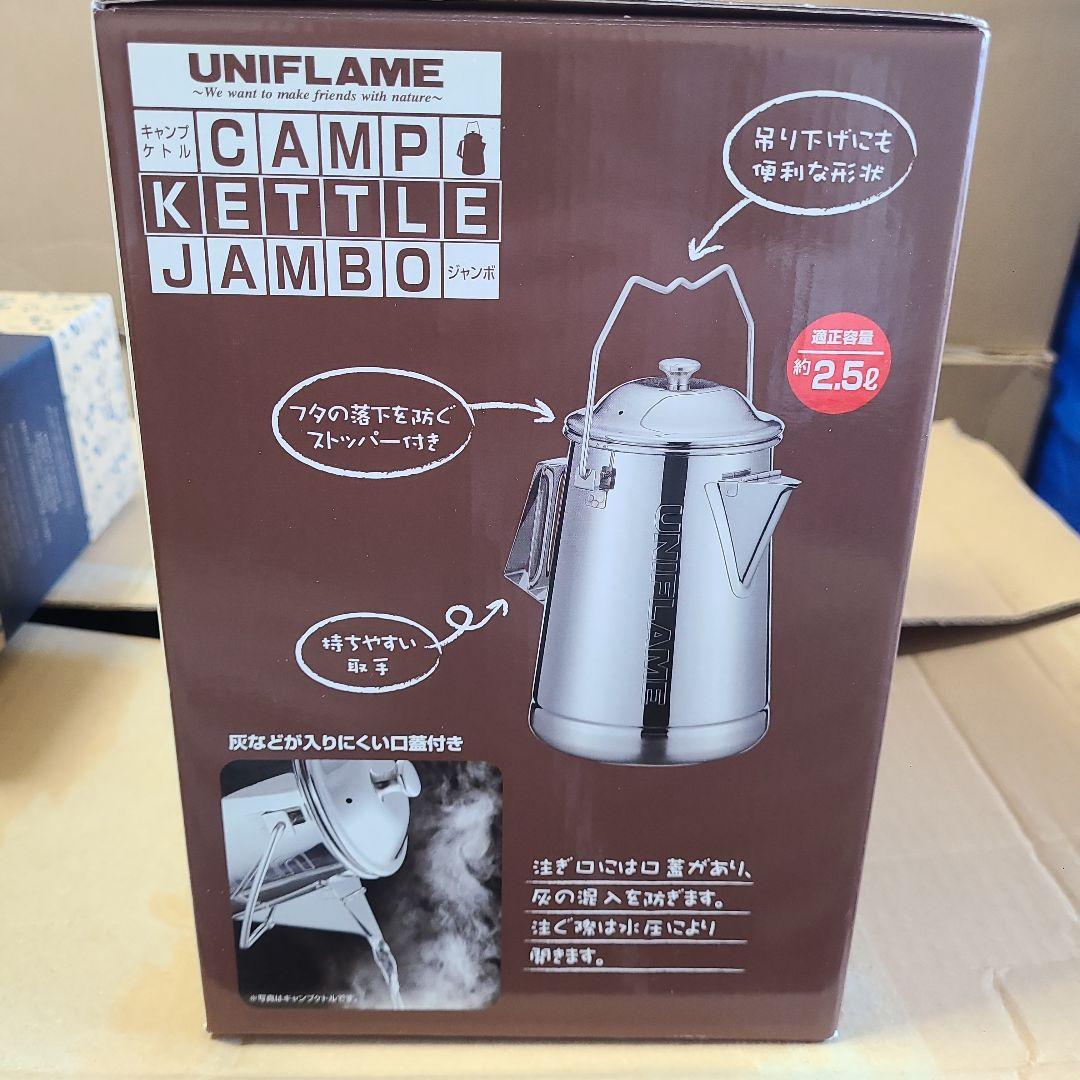 UNIFLAME
~We want to make friends with nature~
キャンプ
ケトル
CAMP
KETTLE
JAMBO
ジャンボ
吊り下げにも
便利な形状
適正容量
約2.5ℓ
フタの落下を防ぐ
ストッパー付き
UNIFLAME
持ちやすい
取手
灰などが入りにくい口蓋付き
注ぎ口には口蓋があり、
灰の混入を防ぎます。
注ぐ際は水圧により
開きます。
※写真はキャンプケトルです。